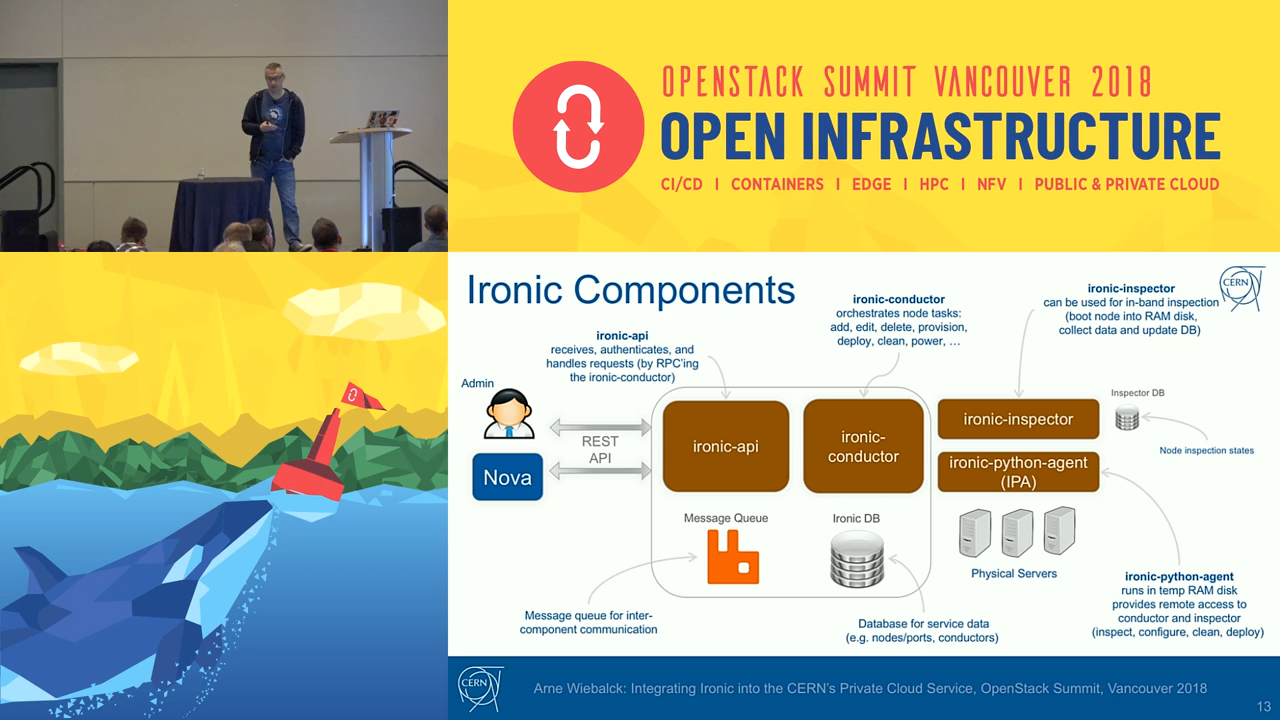 OPENSTACK SUMMIT VANCOUVER 2018
OPEN INFRASTRUCTURE
CI/CD | CONTAINERS | EDGE | HPC | NFV | PUBLIC & PRIVATE CLOUD
Ironic Components
CERN
ironic-api
receives, authenticates, and
handles requests (by RPC'ing
the ironic-conductor)
ironic-conductor
orchestrates node tasks:
add, edit, delete, provision,
deploy, clean, power, …
ironic-inspector
can be used for in-band inspection
(boot node into RAM disk,
collect data and update DB)
Admin
Nova
REST
API
ironic-api
ironic-
conductor
ironic-inspector
ironic-python-agent
(IPA)
Inspector DB
Node inspection states
Message Queue
Ironic DB
Physical Servers
Message queue for inter-
component communication
Database for service data
(e.g. nodes/ports, conductors)
ironic-python-agent
runs in temp RAM disk
provides remote access to
conductor and inspector
(inspect, configure, clean, deploy)
CERN
Arne Wiebalck: Integrating Ironic into the CERN's Private Cloud Service, OpenStack Summit, Vancouver 2018
13